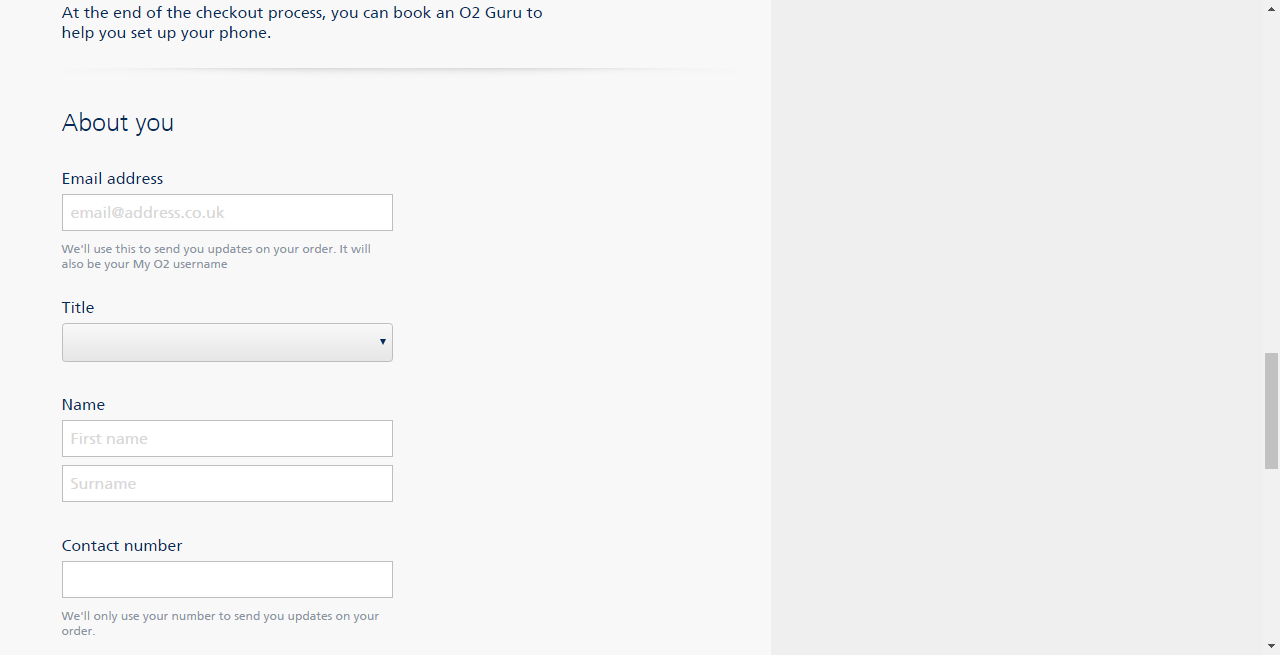 At the end of the checkout process, you can book an O2 Guru to
help you set up your phone.
About you
Email address
email@address.co.uk
We'll use this to send you updates on your order. It will
also be your My O2 username
Title
Name
First name
Surname
Contact number
We'll only use your number to send you updates on your
order.